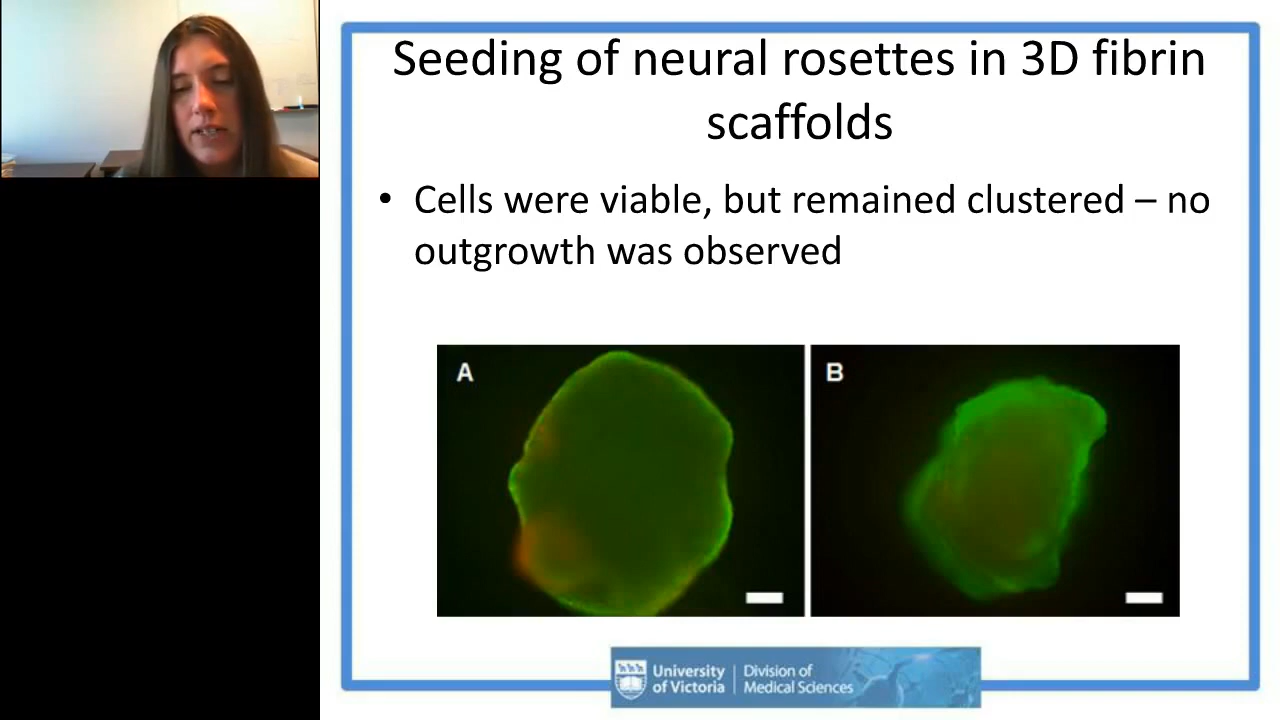 Seeding of neural rosettes in 3D fibrin
scaffolds
• Cells were viable, but remained clustered – no
outgrowth was observed
A
B
University
of Victoria
Division of
Medical Sciences